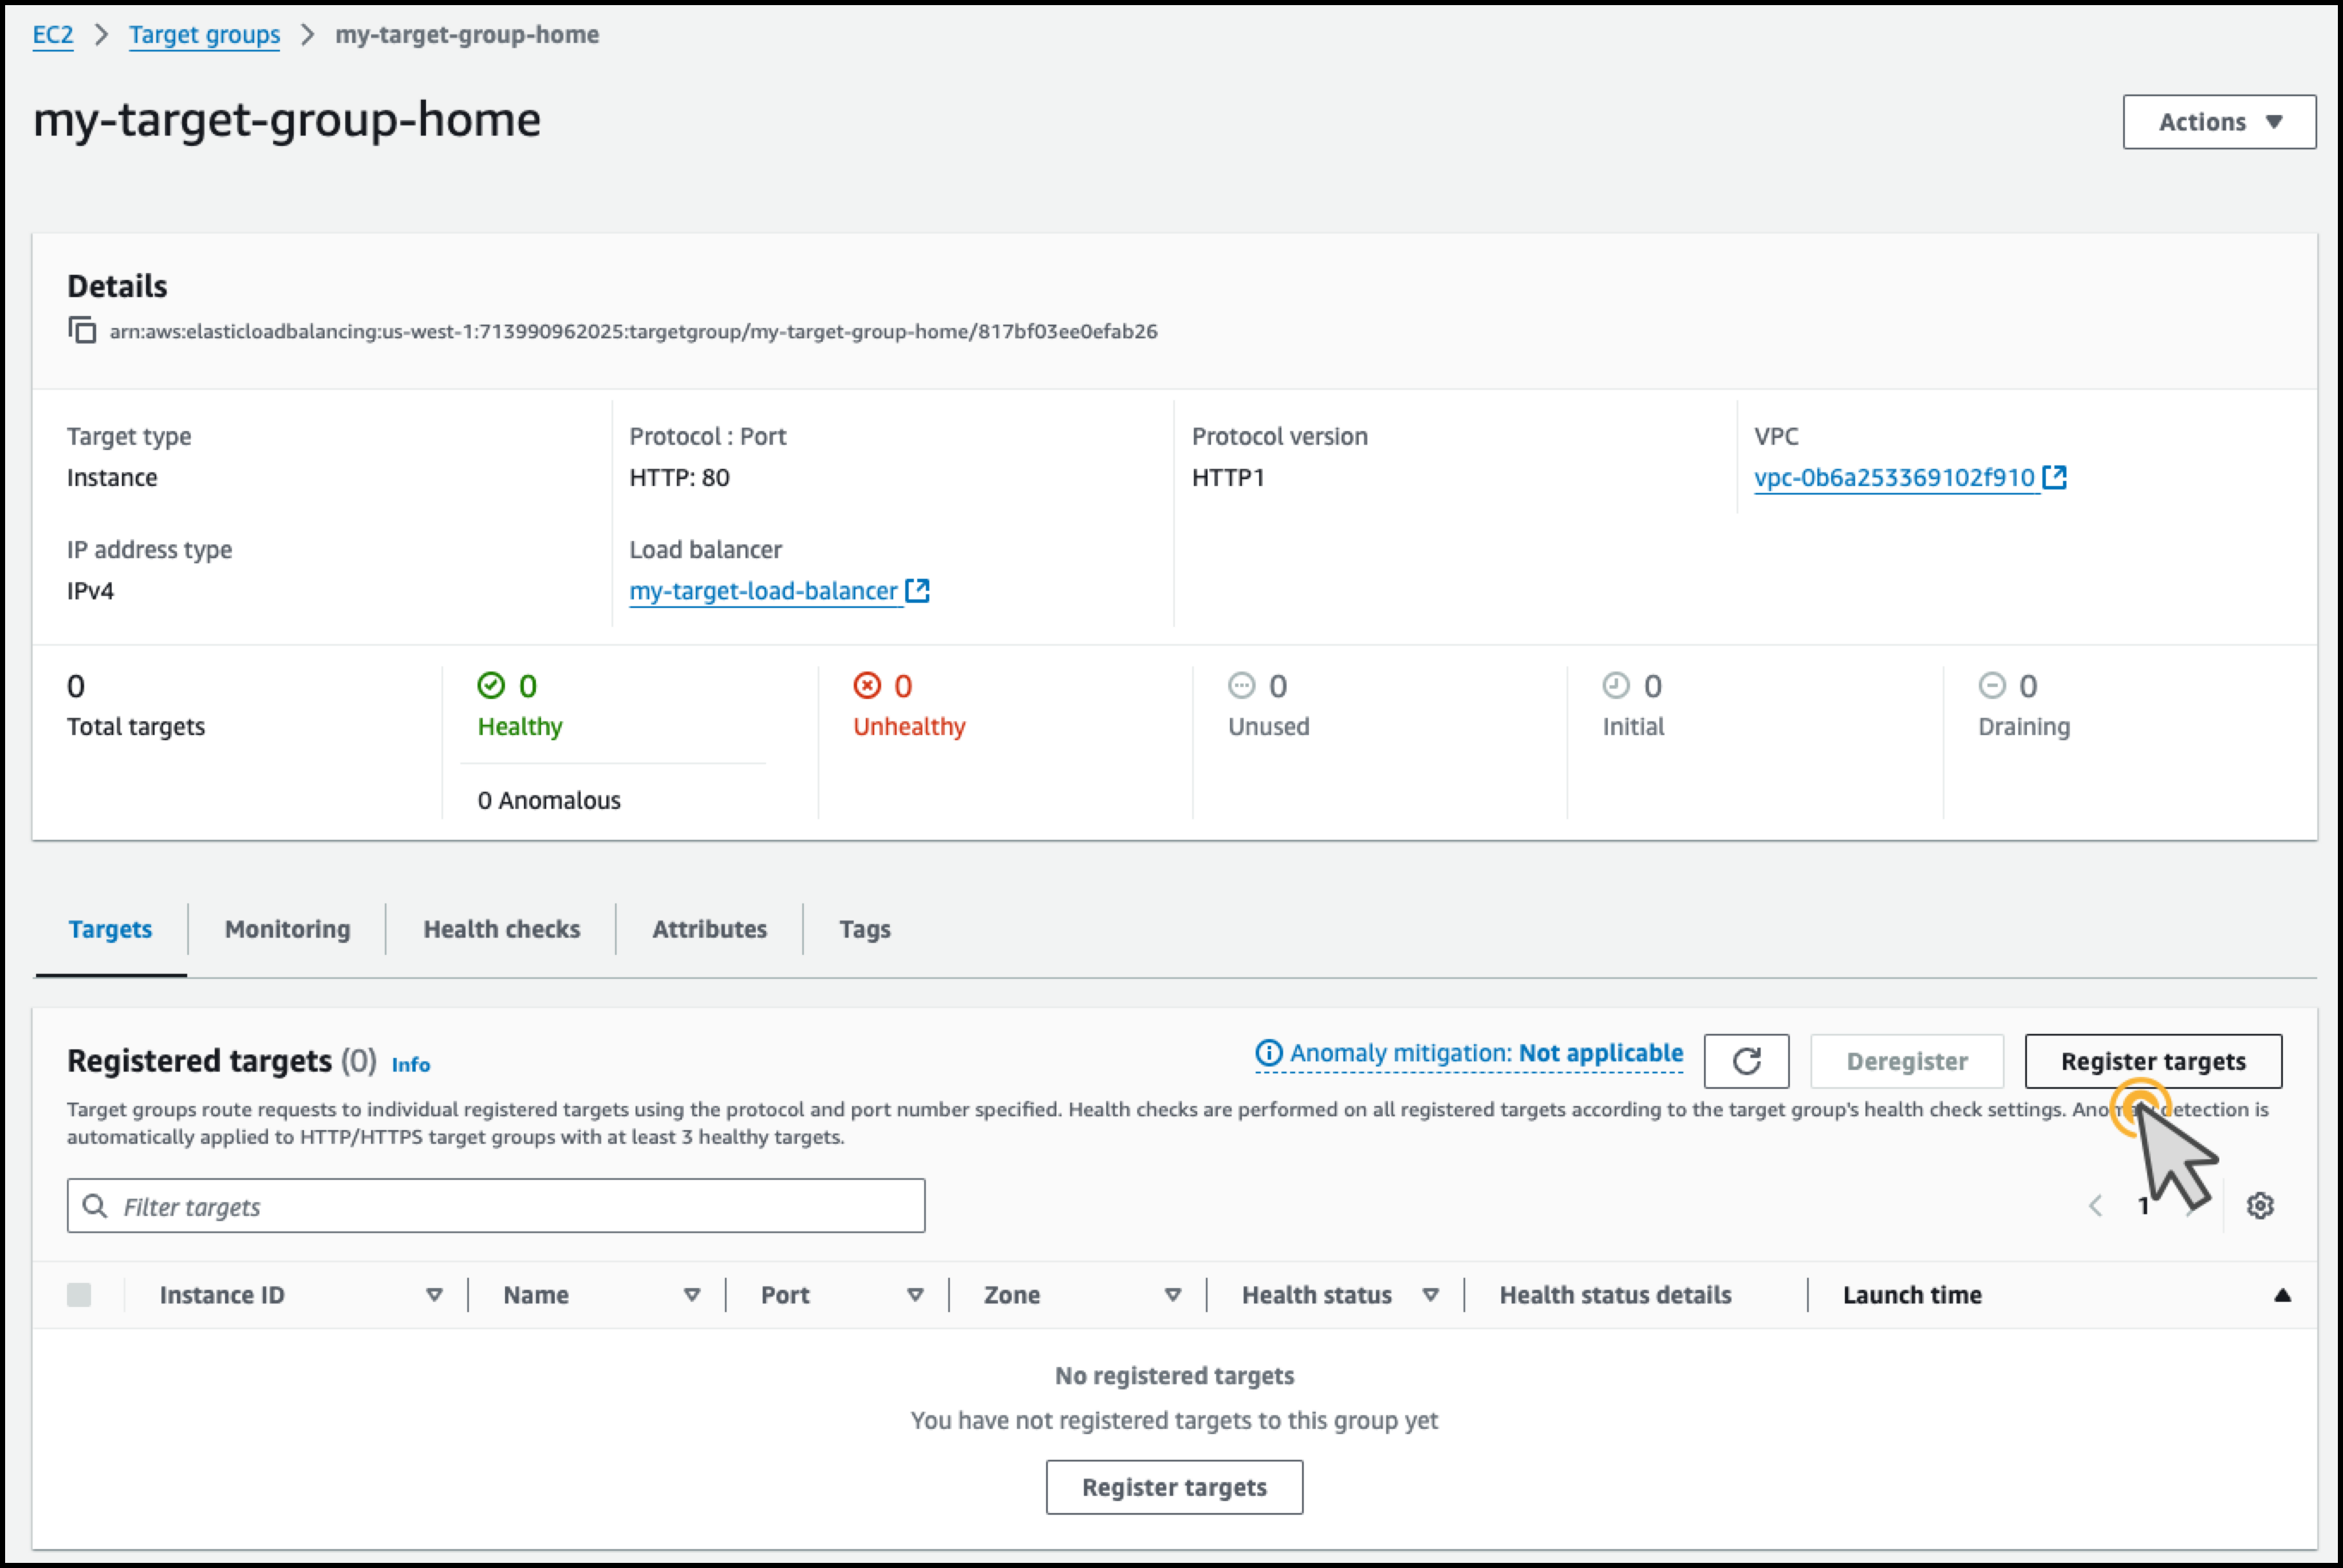 EC2 > Target groups > my-target-group-home
my-target-group-home
Actions
Details
arn:aws:elasticloadbalancing:us-west-1:713990962025:targetgroup/my-target-group-home/817bf03ee0efab26
Target type
Instance
Protocol : Port
HTTP: 80
Protocol version
HTTP1
VPC
vpc-0b6a253369102f910
IP address type
IPv4
Load balancer
my-target-load-balancer
0
Total targets
0
Healthy
0 Anomalous
0
Unhealthy
0
Unused
0
Initial
0
Draining
Targets
Monitoring
Health checks
Attributes
Tags
Registered targets (0) Info
Anomaly mitigation: Not applicable
Deregister
Register targets
Target groups route requests to individual registered targets using the protocol and port number specified. Health checks are performed on all registered targets according to the target group's health check settings. Anomaly detection is
automatically applied to HTTP/HTTPS target groups with at least 3 healthy targets.
Filter targets
1
Instance ID
Name
Port
Zone
Health status
Health status details
Launch time
No registered targets
You have not registered targets to this group yet
Register targets